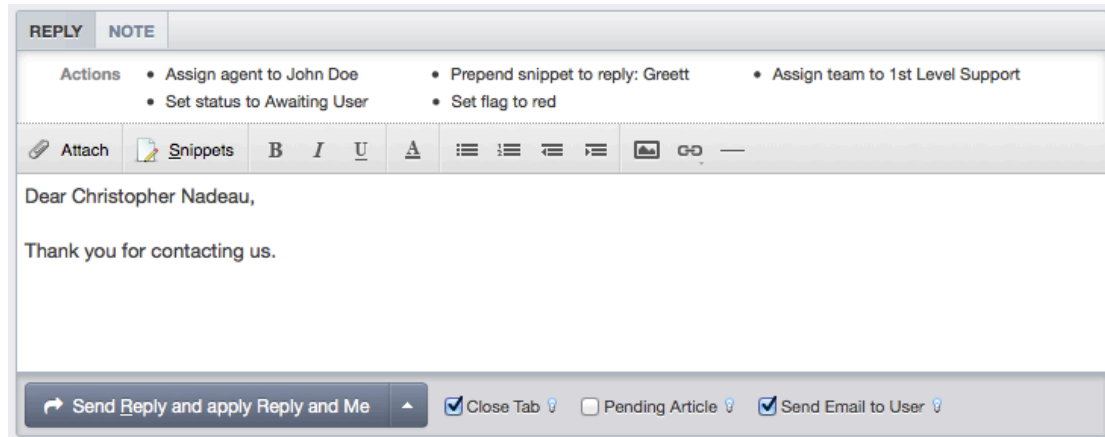 REPLY NOTE
Actions • Assign agent to John Doe • Prepend snippet to reply: Greett • Assign team to 1st Level Support
• Set status to Awaiting User • Set flag to red
Attach Snippets B I U A
Dear Christopher Nadeau,
Thank you for contacting us.
Send Reply and apply Reply and Me Close Tab Pending Article Send Email to User